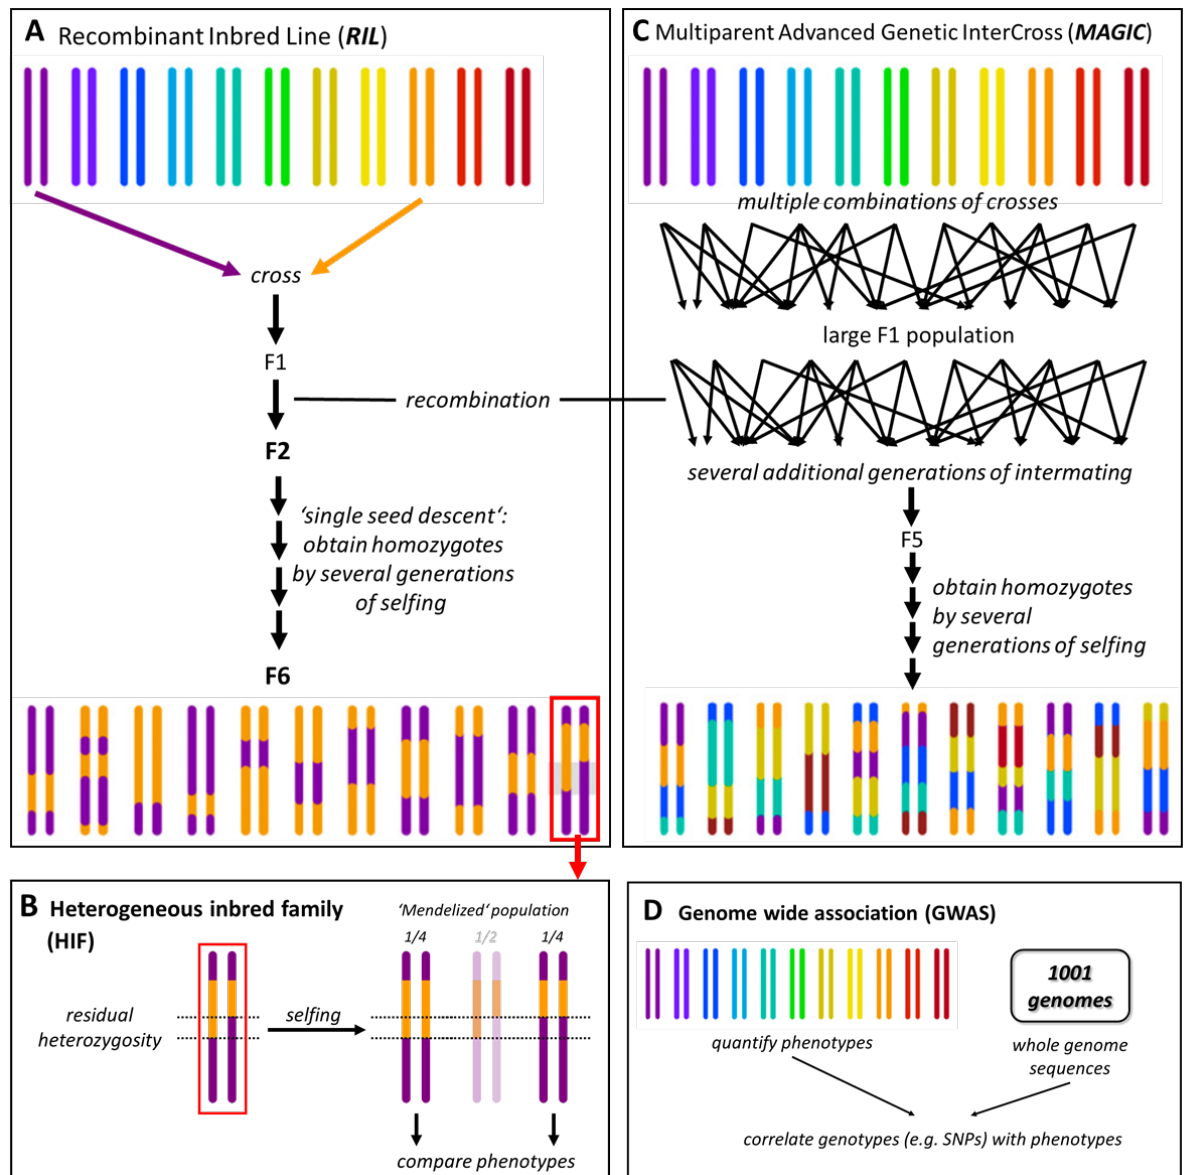 A Recombinant Inbred Line (RIL)
cross
F1
recombination
F2
‘single seed descent‘:
obtain homozygotes
by several generations
of selfing
F6
C Multiparent Advanced Genetic InterCross (MAGIC)
multiple combinations of crosses
large F1 population
several additional generations of intermating
F5
obtain homozygotes
by several
generations of selfing
B Heterogeneous inbred family
(HIF)
‘Mendelized‘ population
1/4 1/2 1/4
residual
heterozygosity
selfing
compare phenotypes
D Genome wide association (GWAS)
1001
genomes
quantify phenotypes
whole genome
sequences
correlate genotypes (e.g. SNPs) with phenotypes